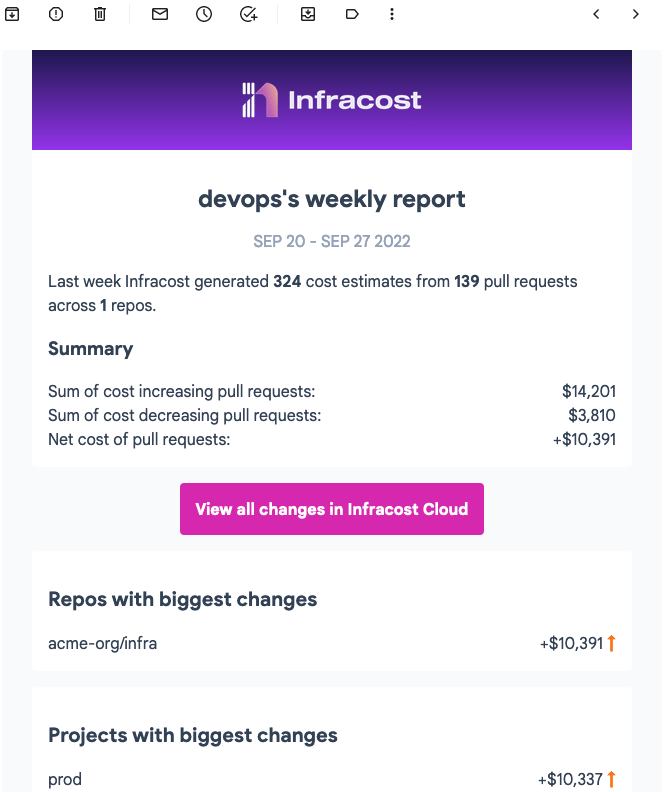 Infracost
devops's weekly report
SEP 20 - SEP 27 2022
Last week Infracost generated 324 cost estimates from 139 pull requests
across 1 repos.
Summary
Sum of cost increasing pull requests: $14,201
Sum of cost decreasing pull requests: $3,810
Net cost of pull requests: +$10,391
View all changes in Infracost Cloud
Repos with biggest changes
acme-org/infra +$10,391
Projects with biggest changes
prod +$10,337